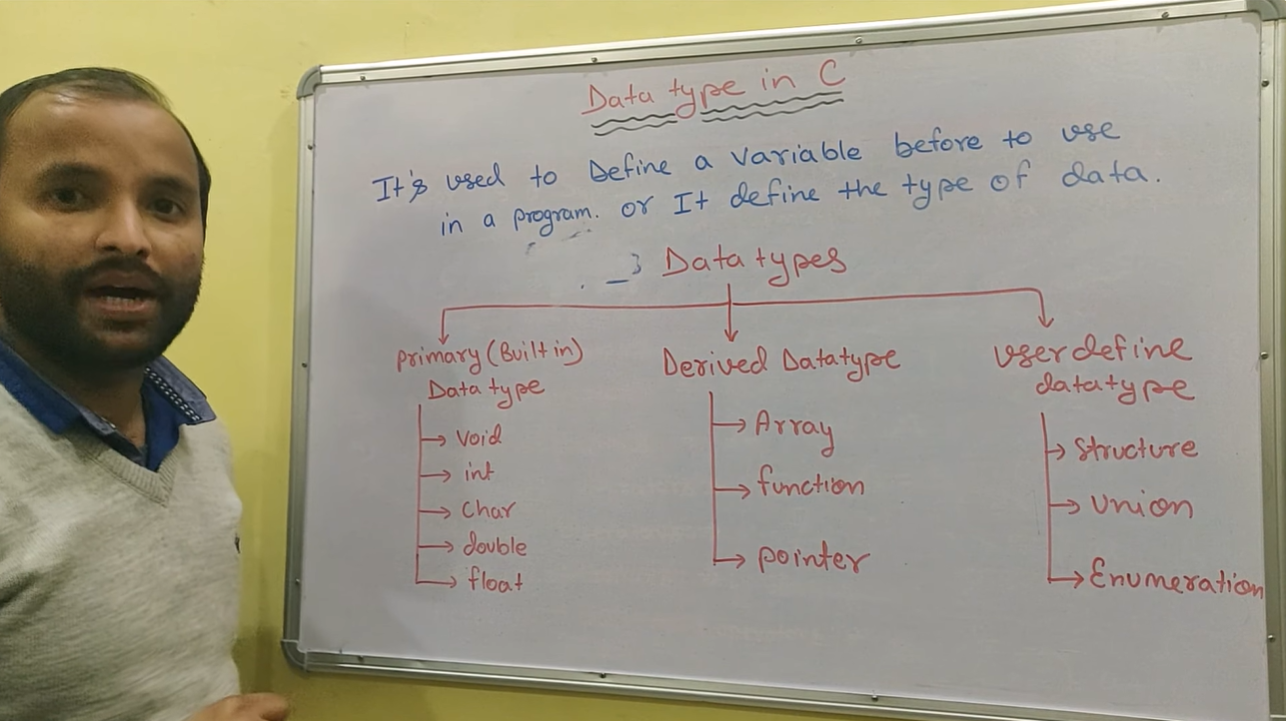 Data type in C
It's used to Define a variable before to use
in a program. or It define the type of data.
Data types
primary (Built in)
Data type
void
int
char
double
float
Derived Datatype
Array
function
pointer
userdefine
datatype
structure
union
Enumeration